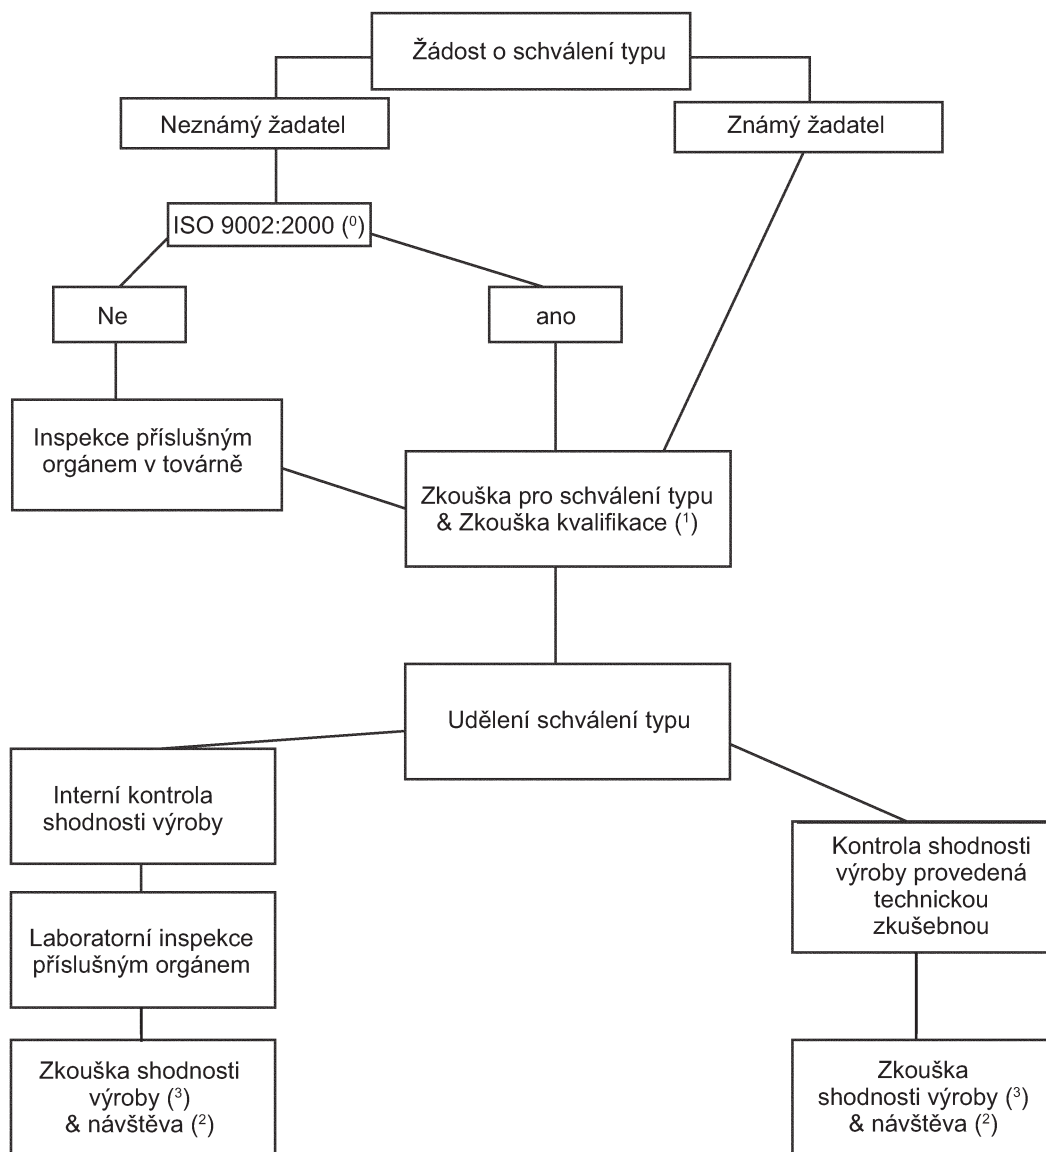 Žádost o schválení typu
Neznámý žadatel
Známý žadatel
ISO 9002:2000 (⁰)
Ne
ano
Inspekce příslušným
orgánem v továrně
Zkouška pro schválení typu
& Zkouška kvalifikace (¹)
Udělení schválení typu
Interní kontrola
shodnosti výroby
Kontrola shodnosti
výroby provedená
technickou
zkušebnou
Laboratorní inspekce
příslušným orgánem
Zkouška shodnosti
výroby (³)
& návštěva (²)
Zkouška
shodnosti výroby (³)
& návštěva (²)